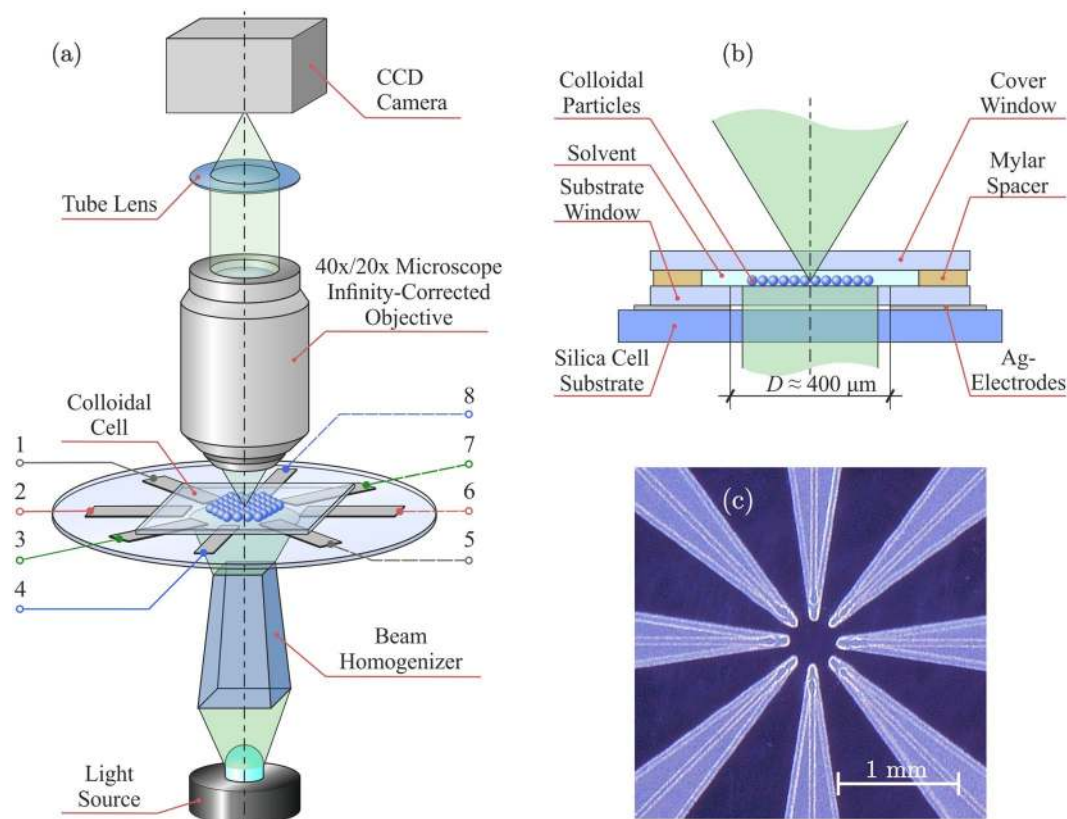 (a)
CCD
Camera
Tube Lens
40x/20x Microscope
Infinity-Corrected
Objective
Colloidal
Cell
1
2
3
4
8
7
6
5
Beam
Homogenizer
Light
Source
(b)
Colloidal
Particles
Solvent
Substrate
Window
Cover
Window
Mylar
Spacer
Silica Cell
Substrate
D ≈ 400 μm
Ag-
Electrodes
(c)
1 mm